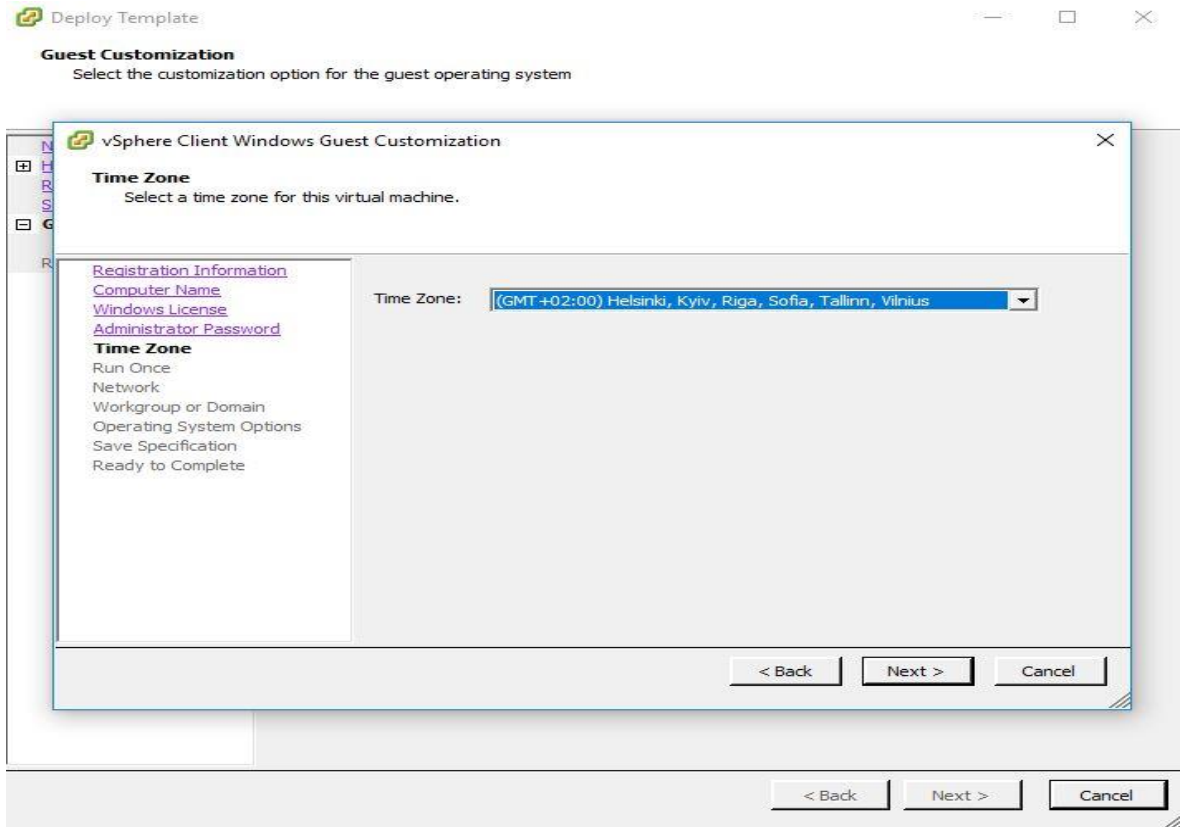 Deploy Template
Guest Customization
Select the customization option for the guest operating system
N
H
R
S
G
R
vSphere Client Windows Guest Customization
Time Zone
Select a time zone for this virtual machine.
Registration Information
Computer Name
Windows License
Administrator Password
Time Zone
Run Once
Network
Workgroup or Domain
Operating System Options
Save Specification
Ready to Complete
Time Zone: (GMT+02:00) Helsinki, Kyiv, Riga, Sofia, Tallinn, Vilnius
< Back Next > Cancel
< Back Next > Cancel